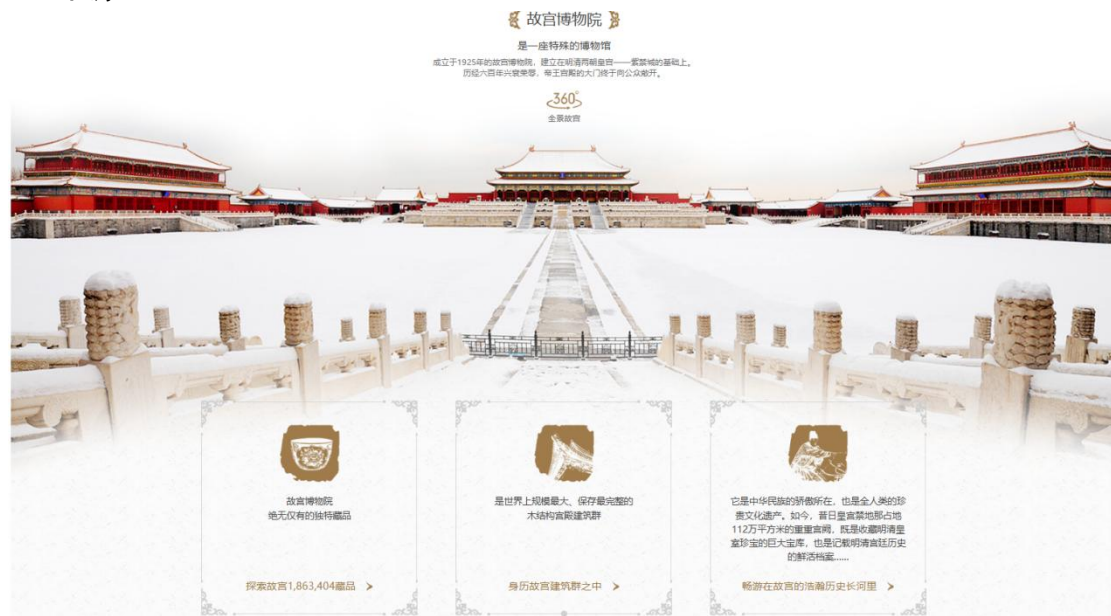 故宫博物院
是一座特殊的博物馆
成立于1925年的故宫博物院，建立在明清两朝皇宫——紫禁城的基础上。
历经六百年兴衰荣辱，帝王宫殿的大门终于向公众敞开。
360°
全景故宫
故宫博物院
绝无仅有的独特藏品
探索故宫1,863,404藏品 >
是世界上规模最大、保存最完整的
木结构宫殿建筑群
身历故宫建筑群之中 >
它是中华民族的骄傲所在，也是全人类的珍
贵文化遗产。如今，昔日皇宫禁地那占地
112万平方米的重重宫阙，既是收藏明清皇
室珍宝的巨大宝库，也是记载明清宫廷历史
的鲜活档案......
畅游在故宫的浩瀚历史长河里 >